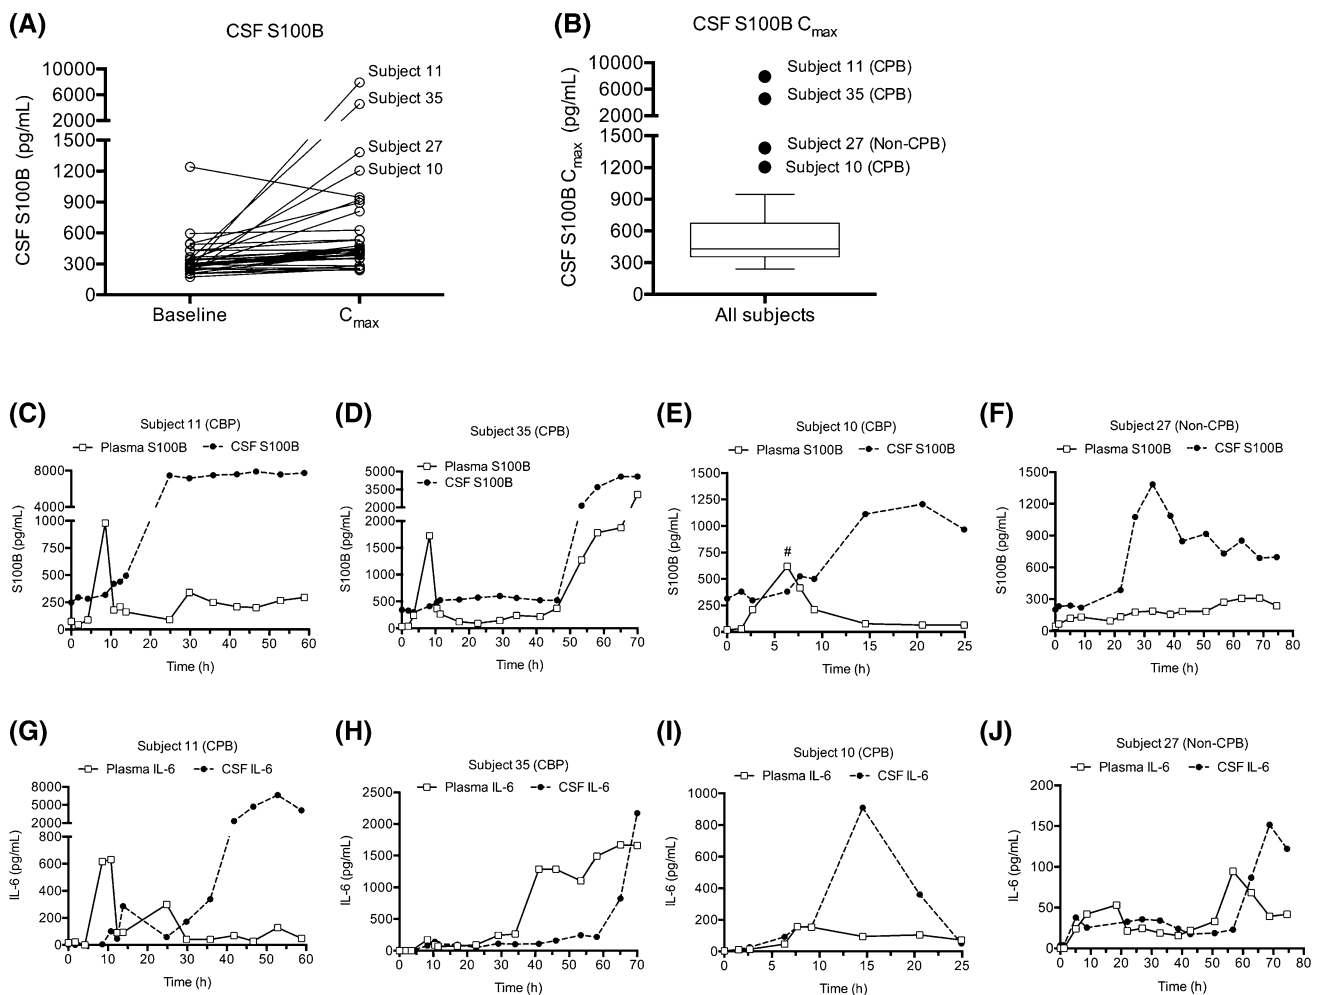 (A)
CSF S100B
CSF S100B (pg/mL)
10000
6000
2000
1500
1200
900
600
300
0
Subject 11
Subject 35
Subject 27
Subject 10
Baseline
Cmax
(B)
CSF S100B Cmax
CSF S100B Cmax (pg/mL)
10000
6000
2000
1500
1200
900
600
300
0
Subject 11 (CPB)
Subject 35 (CPB)
Subject 27 (Non-CPB)
Subject 10 (CPB)
All subjects
(C)
Subject 11 (CBP)
Plasma S100B
CSF S100B
S100B (pg/mL)
8000
4000
1000
750
500
250
0
0 10 20 30 40 50 60
Time (h)
(D)
Subject 35 (CPB)
Plasma S100B
CSF S100B
S100B (pg/mL)
5000
3500
2000
2000
1500
1000
500
0
0 10 20 30 40 50 60 70
Time (h)
(E)
Subject 10 (CBP)
Plasma S100B
CSF S100B
S100B (pg/mL)
1500
1250
1000
750
500
250
0
#
0 5 10 15 20 25
Time (h)
(F)
Subject 27 (Non-CPB)
Plasma S100B
CSF S100B
S100B (pg/mL)
1500
1200
900
600
300
0
0 10 20 30 40 50 60 70 80
Time (h)
(G)
Subject 11 (CPB)
Plasma IL-6
CSF IL-6
IL-6 (pg/mL)
8000
5000
2000
800
600
400
200
0
0 10 20 30 40 50 60
Time (h)
(H)
Subject 35 (CBP)
Plasma IL-6
CSF IL-6
IL-6 (pg/mL)
2500
2000
1500
1000
500
0
0 10 20 30 40 50 60 70
Time (h)
(I)
Subject 10 (CPB)
Plasma IL-6
CSF IL-6
IL-6 (pg/mL)
1000
800
600
400
200
0
0 5 10 15 20 25
Time (h)
(J)
Subject 27 (Non-CPB)
Plasma IL-6
CSF IL-6
IL-6 (pg/mL)
200
150
100
50
0
0 10 20 30 40 50 60 70 80
Time (h)